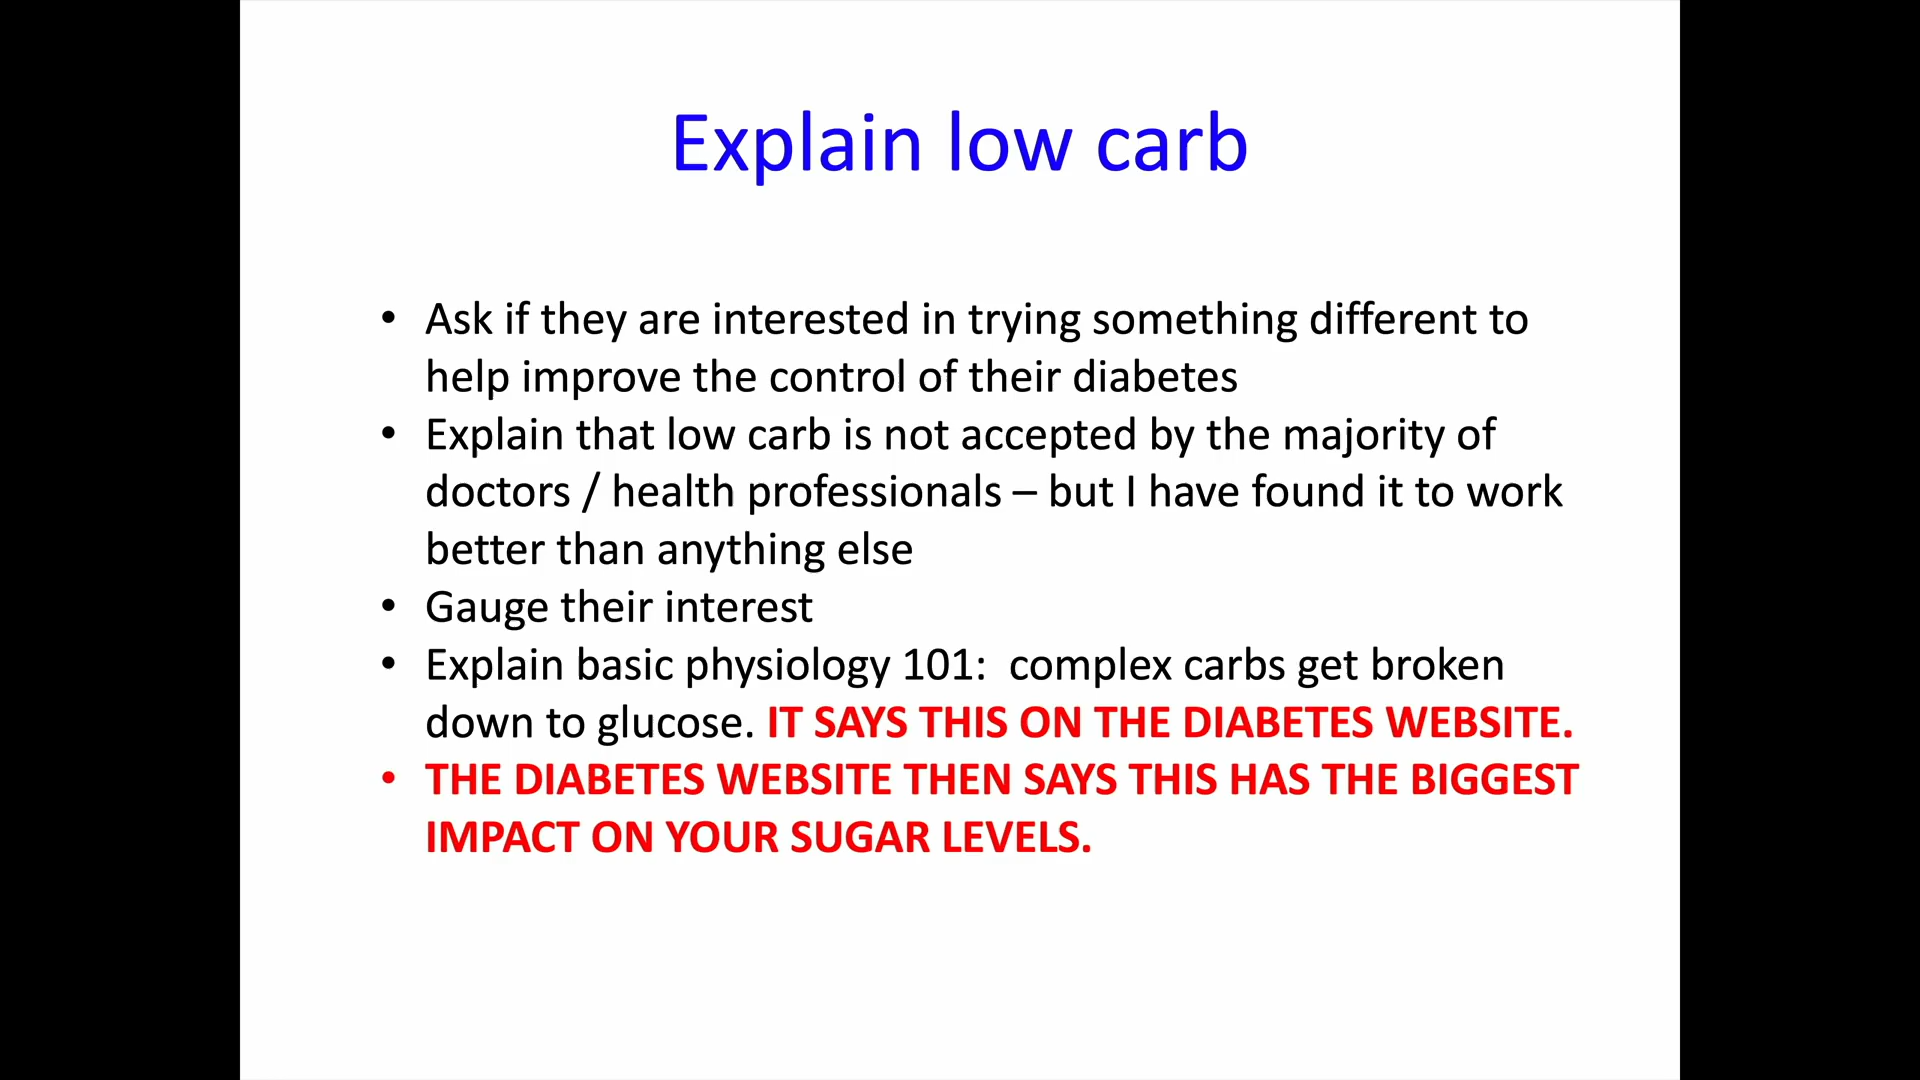 Explain low carb
• Ask if they are interested in trying something different to
help improve the control of their diabetes
• Explain that low carb is not accepted by the majority of
doctors / health professionals – but I have found it to work
better than anything else
• Gauge their interest
• Explain basic physiology 101:  complex carbs get broken
down to glucose. IT SAYS THIS ON THE DIABETES WEBSITE.
• THE DIABETES WEBSITE THEN SAYS THIS HAS THE BIGGEST
IMPACT ON YOUR SUGAR LEVELS.